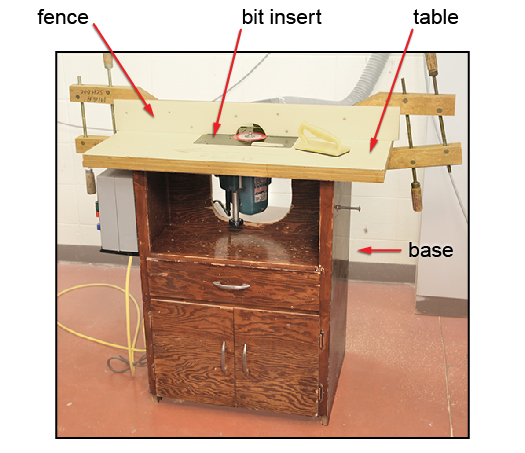 fence
bit insert
table
base